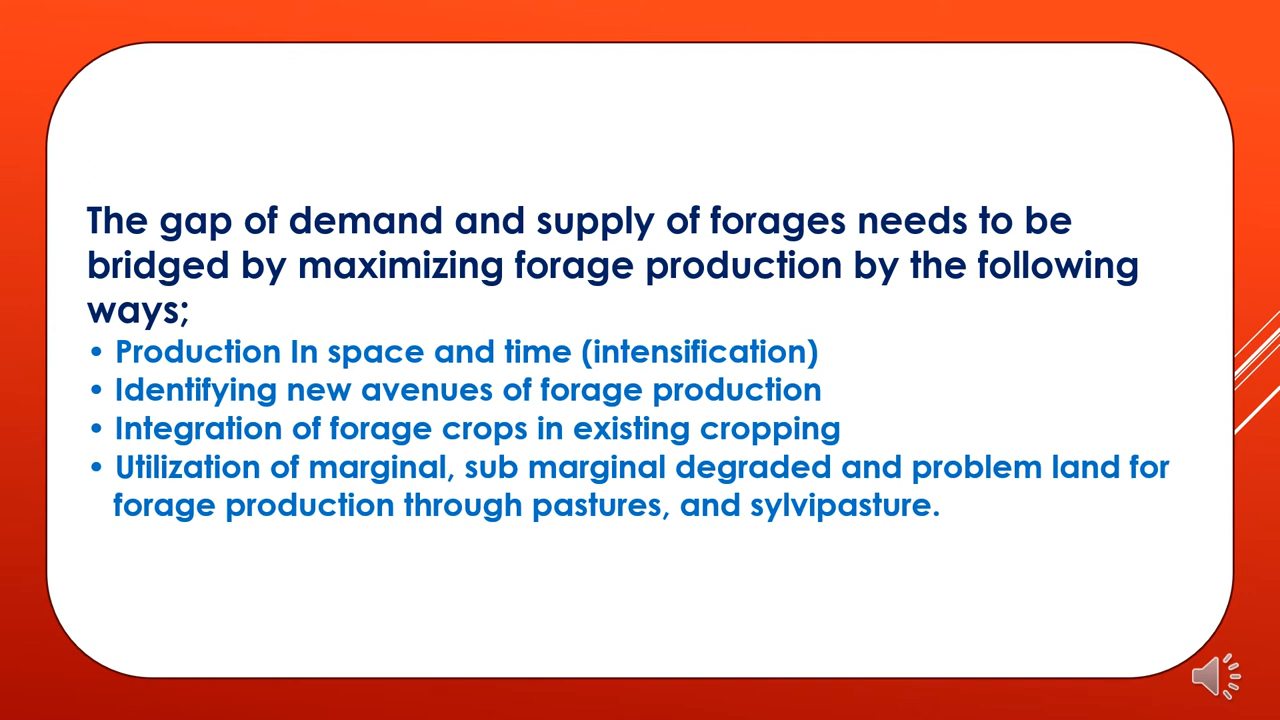 The gap of demand and supply of forages needs to be
bridged by maximizing forage production by the following
ways;
• Production In space and time (intensification)
• Identifying new avenues of forage production
• Integration of forage crops in existing cropping
• Utilization of marginal, sub marginal degraded and problem land for
forage production through pastures, and sylvipasture.